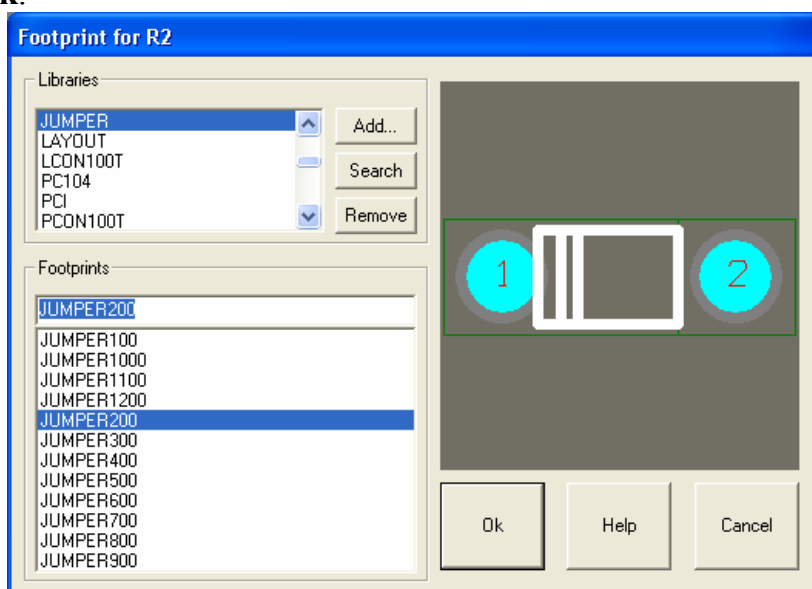 k.
Footprint for R2
Libraries
JUMPER
LAYOUT
LCON100T
PC104
PCI
PCON100T
Add...
Search
Remove
Footprints
JUMPER200
JUMPER100
JUMPER1000
JUMPER1100
JUMPER1200
JUMPER200
JUMPER300
JUMPER400
JUMPER500
JUMPER600
JUMPER700
JUMPER800
JUMPER900
1
2
Ok
Help
Cancel